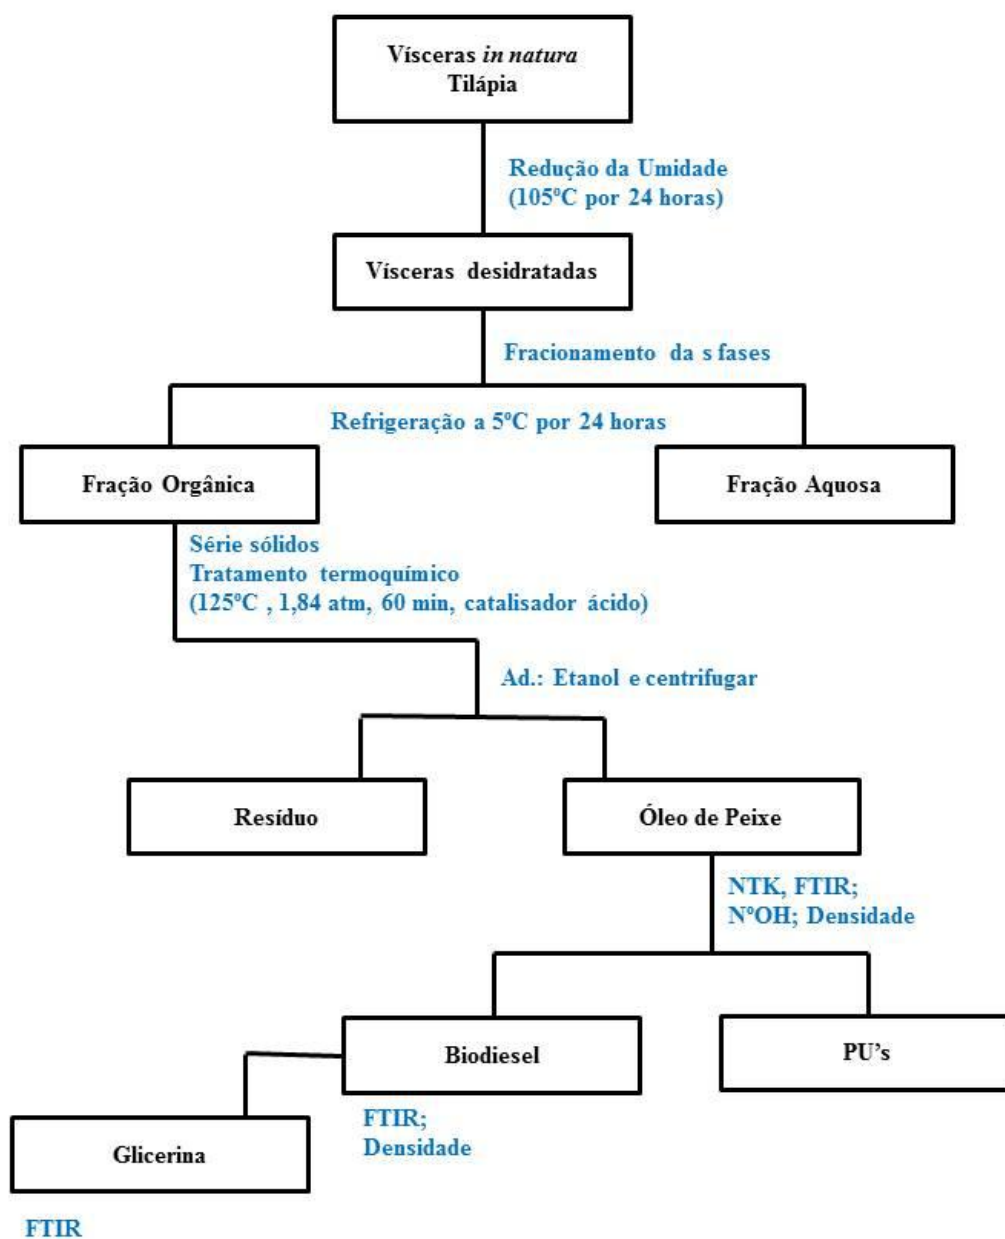 Vísceras in natura
Tilápia
Redução da Umidade
(105ºC por 24 horas)
Vísceras desidratadas
Fracionamento da s fases
Refrigeração a 5ºC por 24 horas
Fração Orgânica
Fração Aquosa
Série sólidos
Tratamento termoquímico
(125ºC , 1,84 atm, 60 min, catalisador ácido)
Ad.: Etanol e centrifugar
Resíduo
Óleo de Peixe
NTK, FTIR;
NºOH; Densidade
Biodiesel
PU's
FTIR;
Densidade
Glicerina
FTIR